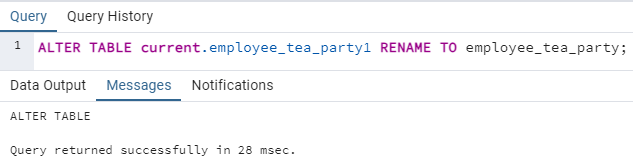 Query Query History
1 ALTER TABLE current.employee_tea_party1 RENAME TO employee_tea_party;
Data Output Messages Notifications
ALTER TABLE
Query returned successfully in 28 msec.